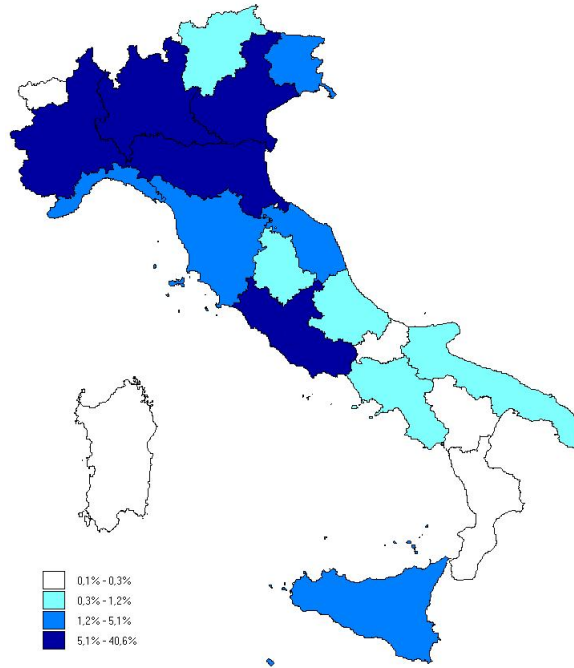 0,1% - 0,3%
0,3% - 1,2%
1,2% - 5,1%
5,1% - 40,6%